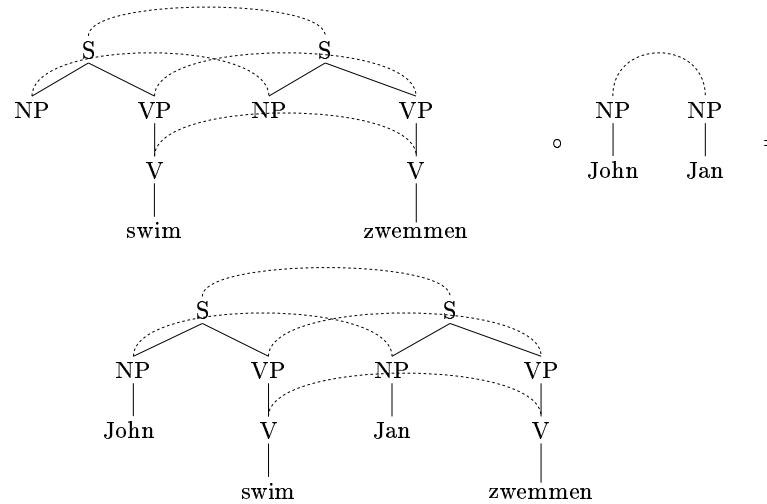 S S
NP VP NP VP NP NP
V V ∘ John Jan =
swim zwemmen
S S
NP VP NP VP
John V Jan V
swim zwemmen